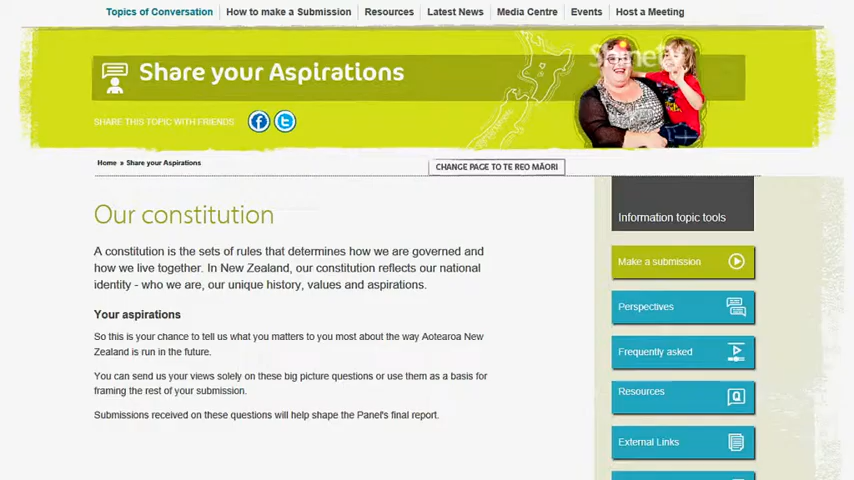 Topics of Conversation How to make a Submission Resources Latest News Media Centre Events Host a Meeting
Share your Aspirations
SHARE THIS TOPIC WITH FRIENDS
Home » Share your Aspirations
CHANGE PAGE TO TE REO MĀORI
Our constitution
A constitution is the sets of rules that determines how we are governed and
how we live together. In New Zealand, our constitution reflects our national
identity - who we are, our unique history, values and aspirations.
Your aspirations
So this is your chance to tell us what you matters to you most about the way Aotearoa New
Zealand is run in the future.
You can send us your views solely on these big picture questions or use them as a basis for
framing the rest of your submission.
Submissions received on these questions will help shape the Panel's final report.
Information topic tools
Make a submission
Perspectives
Frequently asked
Resources
External Links